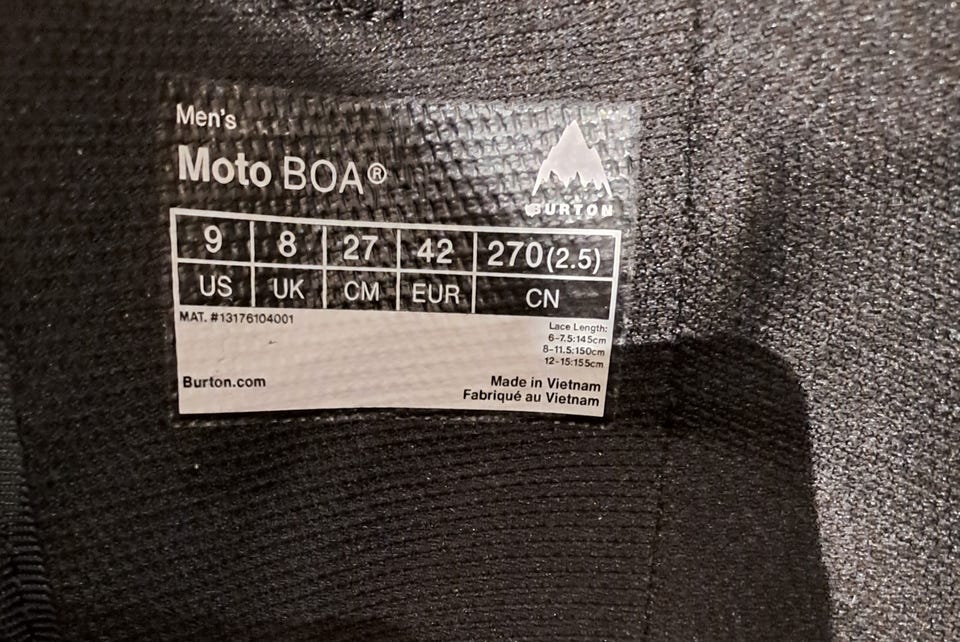 Men's
Moto BOA®
BURTON
9 8 27 42 270(2.5)
US UK CM EUR CN
MAT. #13176104001
Lace Length:
6-7.5:145cm
8-11.5:150cm
12-15:155cm
Burton.com
Made in Vietnam
Fabriqué au Vietnam